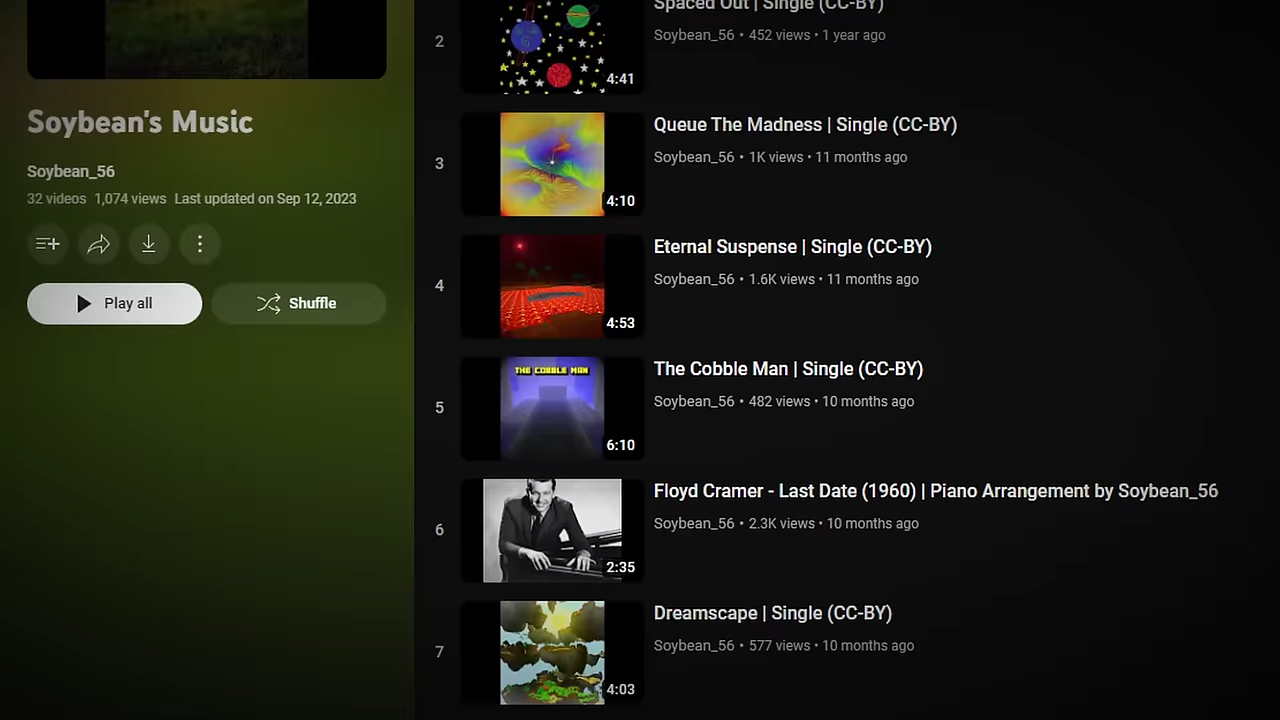 Soybean's Music
Soybean_56
32 videos 1,074 views Last updated on Sep 12, 2023
Play all
Shuffle
2
4:41
Spaced Out | Single (CC-BY)
Soybean_56 • 452 views • 1 year ago
3
4:10
Queue The Madness | Single (CC-BY)
Soybean_56 • 1K views • 11 months ago
4
4:53
Eternal Suspense | Single (CC-BY)
Soybean_56 • 1.6K views • 11 months ago
5
THE COBBLE MAN
6:10
The Cobble Man | Single (CC-BY)
Soybean_56 • 482 views • 10 months ago
6
2:35
Floyd Cramer - Last Date (1960) | Piano Arrangement by Soybean_56
Soybean_56 • 2.3K views • 10 months ago
7
4:03
Dreamscape | Single (CC-BY)
Soybean_56 • 577 views • 10 months ago